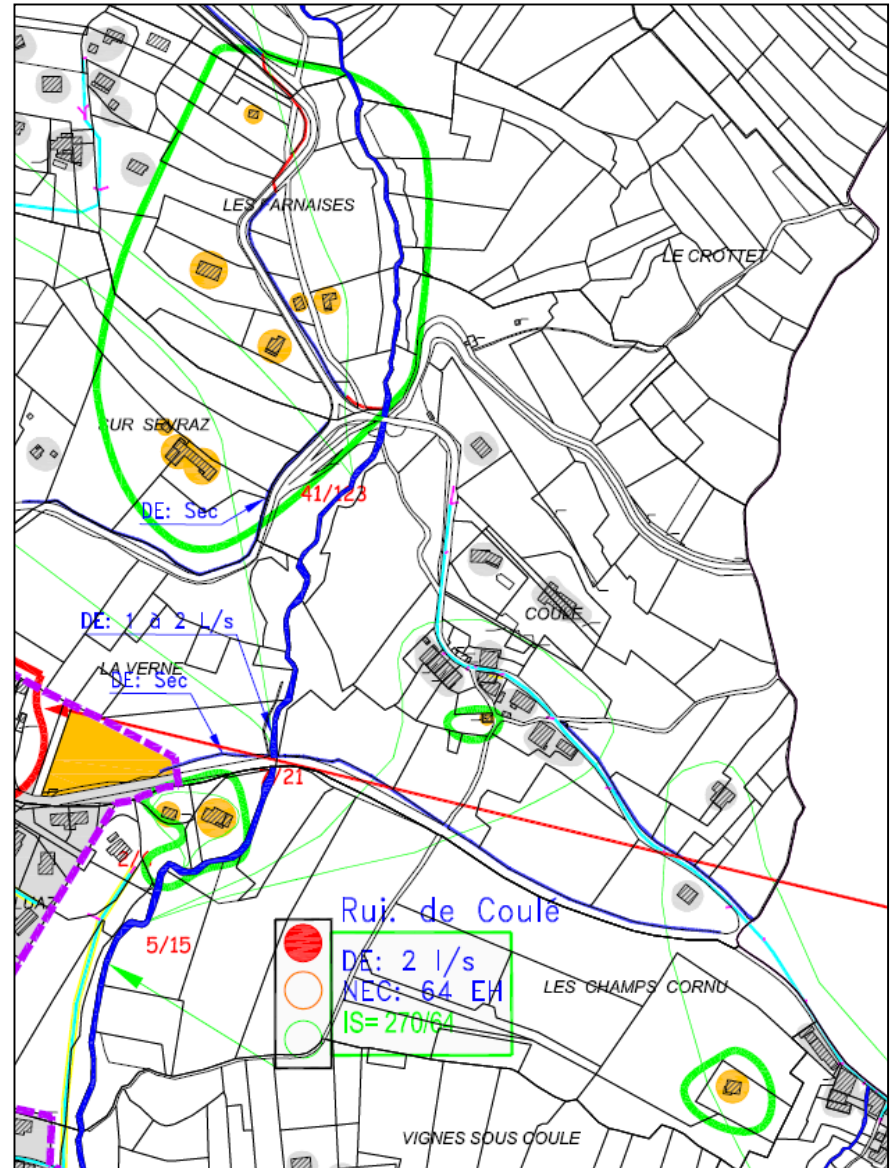 LES FARNAISES
LE CROTTET
SUR SEVRAZ
41/123
DE: Sec
COULE
DE: 1 à 2 L/s
LA VERNE
DE: Sec
/21
5/15
Rui. de Coulé
DE: 2 l/s
NEC: 64 EH
IS= 270/64
LES CHAMPS CORNU
VIGNES SOUS COULE